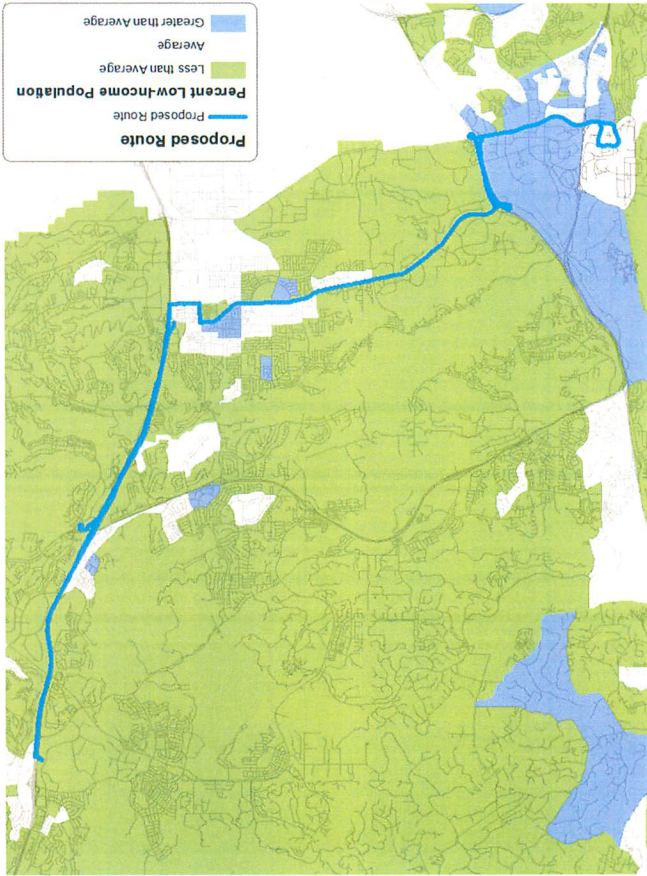 Proposed Route
Proposed Route
Percent Low-Income Population
Less than Average
Average
Greater than Average